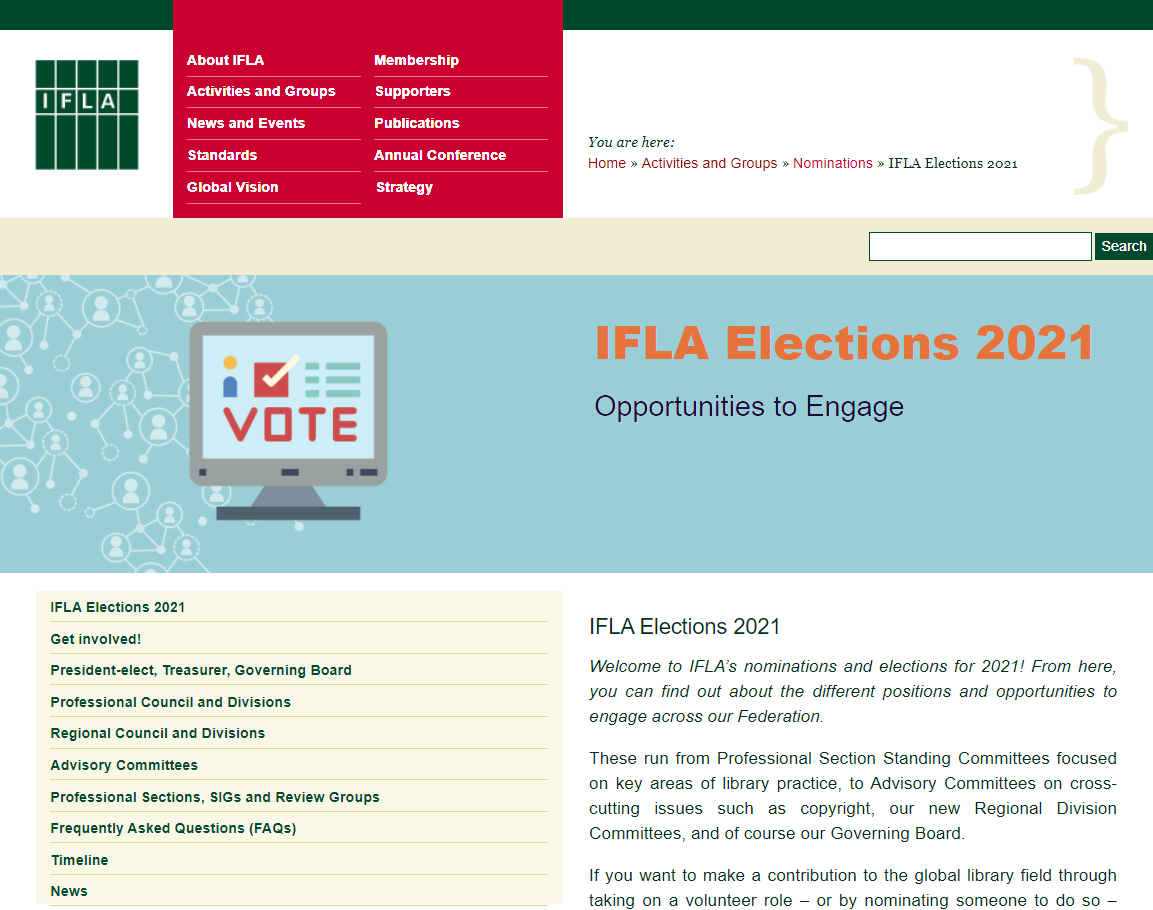 IFLA
About IFLA
Activities and Groups
News and Events
Standards
Global Vision
Membership
Supporters
Publications
Annual Conference
Strategy
You are here:
Home » Activities and Groups » Nominations » IFLA Elections 2021
}
Search
VOTE
IFLA Elections 2021
Opportunities to Engage
IFLA Elections 2021
Get involved!
President-elect, Treasurer, Governing Board
Professional Council and Divisions
Regional Council and Divisions
Advisory Committees
Professional Sections, SIGs and Review Groups
Frequently Asked Questions (FAQs)
Timeline
News
IFLA Elections 2021
Welcome to IFLA’s nominations and elections for 2021! From here,
you can find out about the different positions and opportunities to
engage across our Federation.
These run from Professional Section Standing Committees focused
on key areas of library practice, to Advisory Committees on cross-
cutting issues such as copyright, our new Regional Division
Committees, and of course our Governing Board.
If you want to make a contribution to the global library field through
taking on a volunteer role – or by nominating someone to do so –